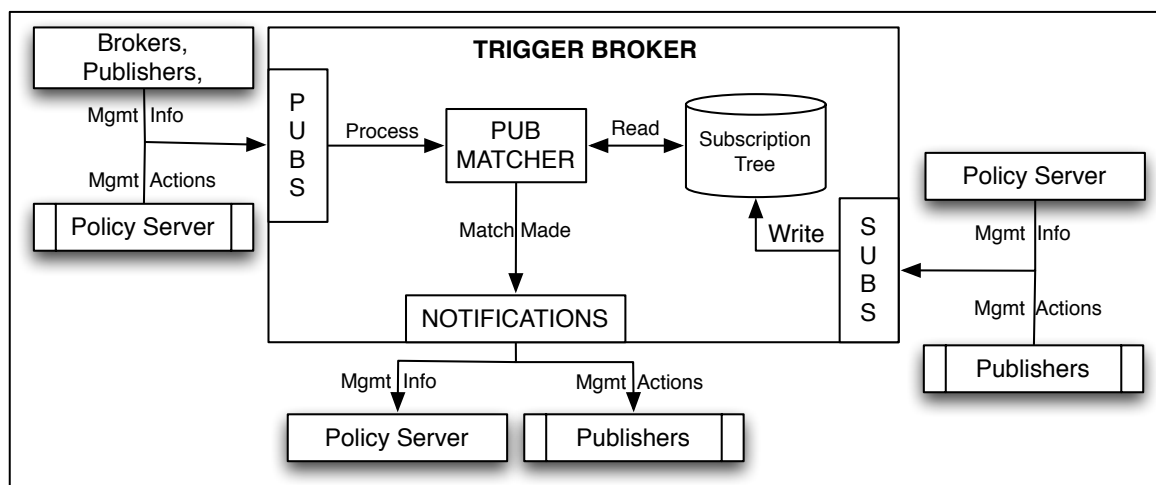 TRIGGER BROKER
Brokers,
Publishers,
Mgmt Info
Mgmt Actions
Policy Server
P
U
B
S
Process
PUB
MATCHER
Read
Subscription
Tree
Write
S
U
B
S
Policy Server
Mgmt Info
Mgmt Actions
Publishers
Match Made
NOTIFICATIONS
Mgmt Info
Mgmt Actions
Policy Server
Publishers